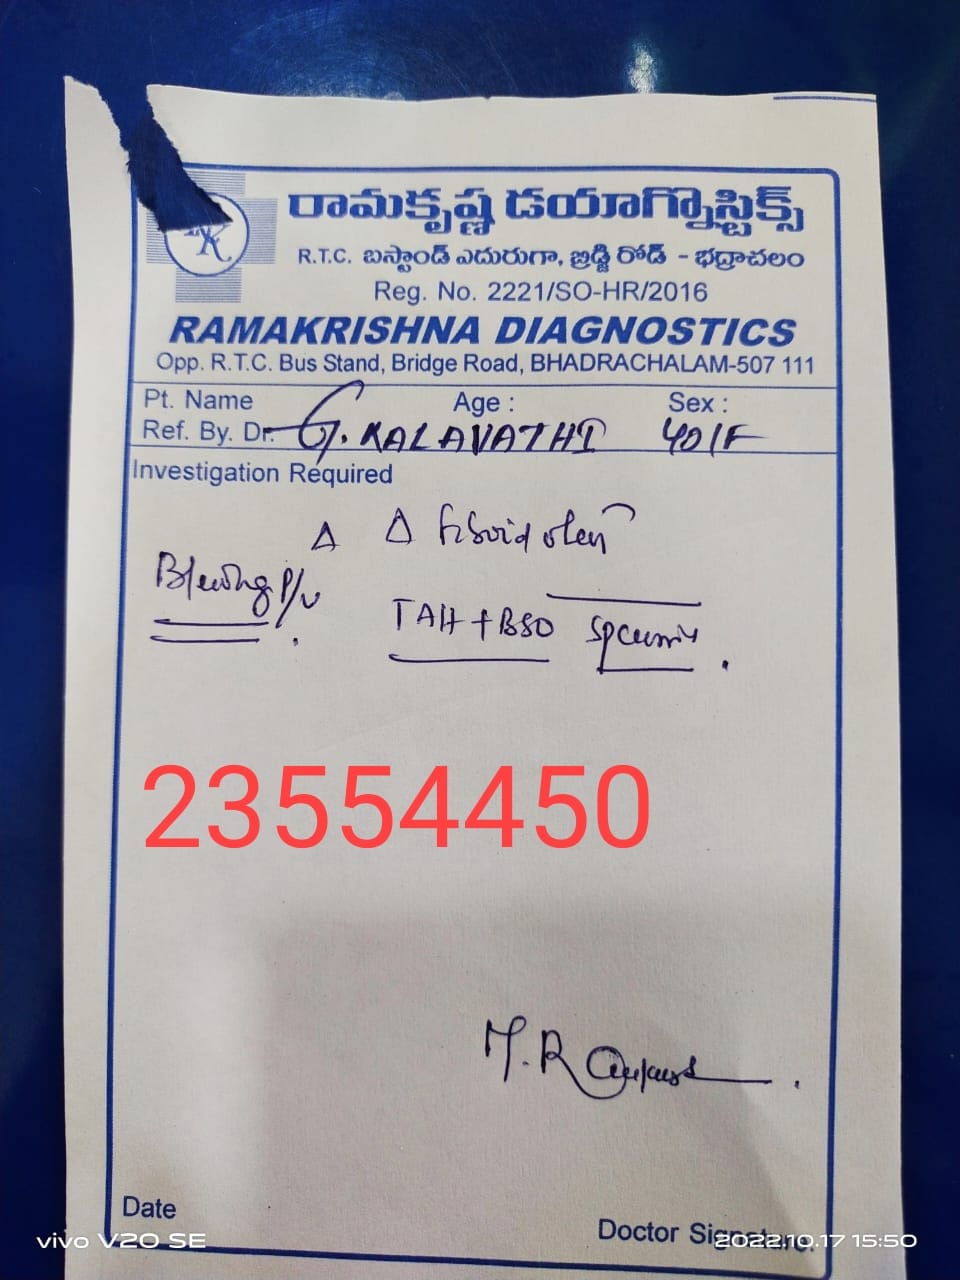 రామకృష్ణ డయాగ్నొస్టిక్స్
R.T.C. బస్టాండ్ ఎదురుగా, బ్రిడ్జి రోడ్ - భద్రాచలం
Reg. No. 2221/SO-HR/2016
RAMAKRISHNA DIAGNOSTICS
Opp. R.T.C. Bus Stand, Bridge Road, BHADRACHALAM-507 111
Pt. Name Age : Sex :
Ref. By. Dr. G. KALAVATHI 40/F
Investigation Required
Δ Δ Fibroid
P/V
TAH + BSO
23554450
M. R
Date
Doctor Signature.
vivo V20 SE
2022.10.17 15:50